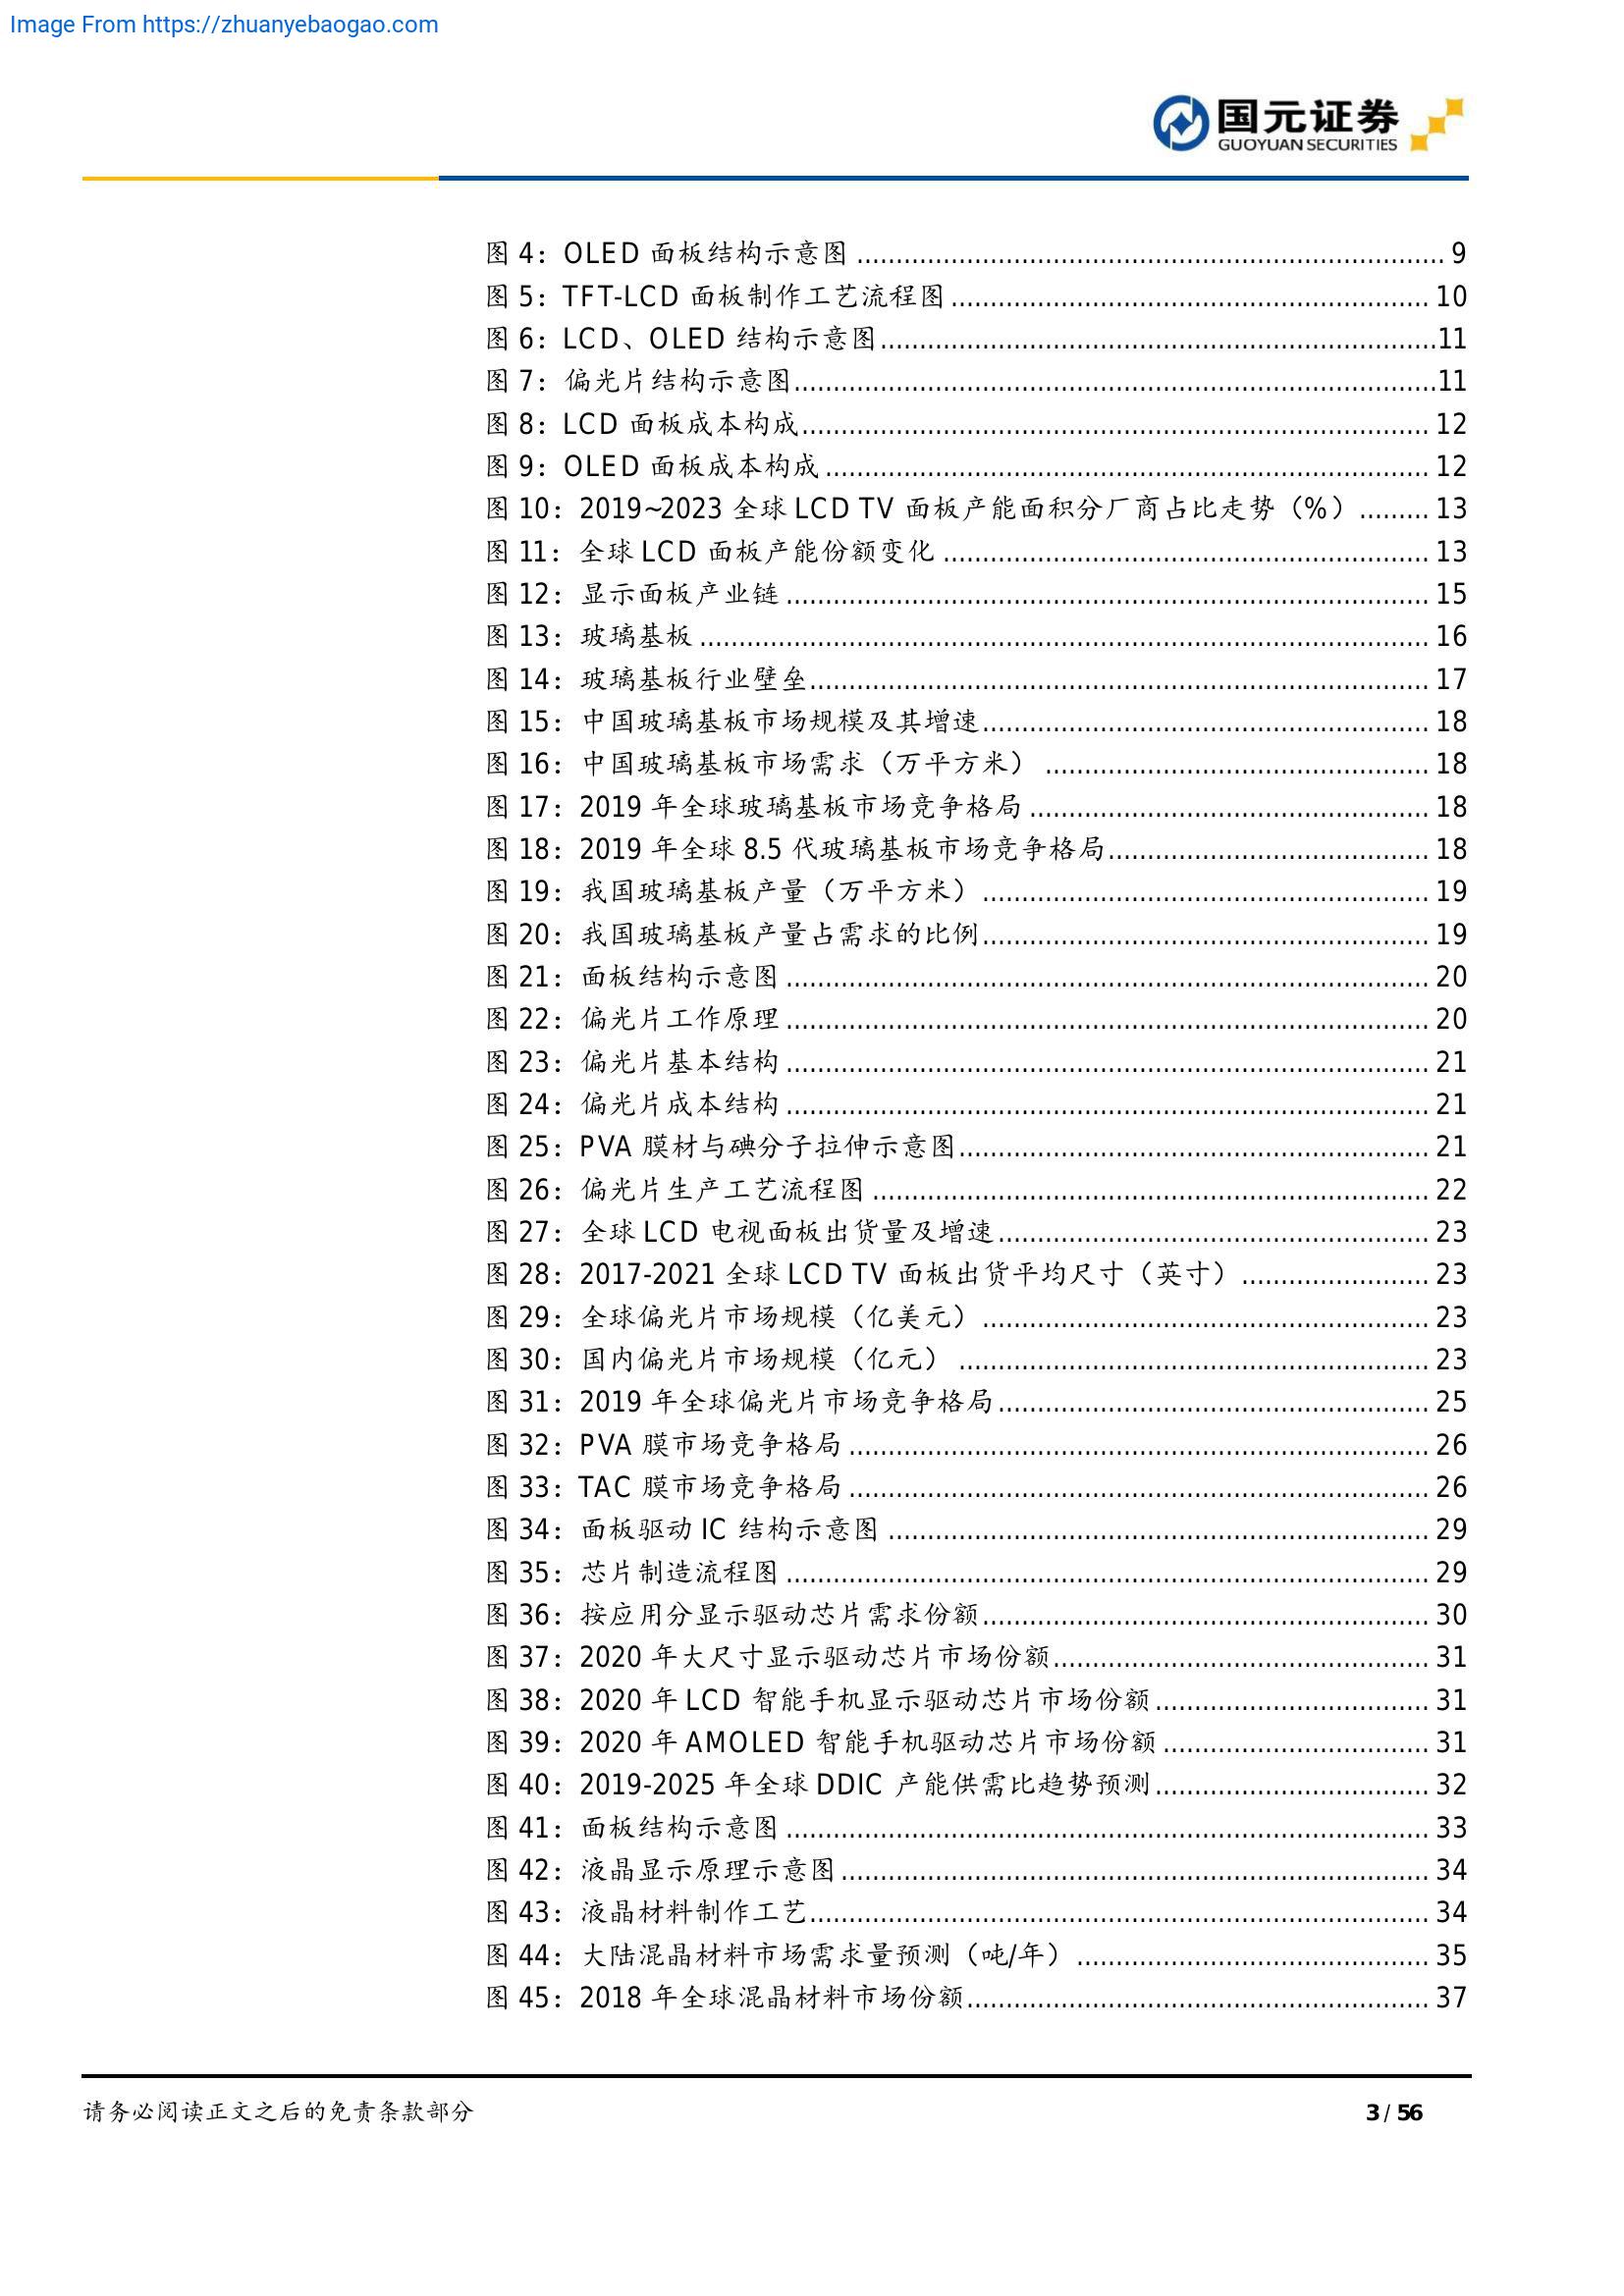 Image From https://zhuanyebaogao.com
国元证券
GUOYUAN SECURITIES
图 4：OLED 面板结构示意图 ........................................ 9
图 5：TFT-LCD 面板制作工艺流程图 ........................................ 10
图 6：LCD、OLED 结构示意图 ........................................ 11
图 7：偏光片结构示意图 ........................................ 11
图 8：LCD 面板成本构成 ........................................ 12
图 9：OLED 面板成本构成 ........................................ 12
图 10：2019~2023 全球 LCD TV 面板产能面积分厂商占比走势（%） ......... 13
图 11：全球 LCD 面板产能份额变化 ........................................ 13
图 12：显示面板产业链 ........................................ 15
图 13：玻璃基板 ........................................ 16
图 14：玻璃基板行业壁垒 ........................................ 17
图 15：中国玻璃基板市场规模及其增速 ........................................ 18
图 16：中国玻璃基板市场需求（万平方米） ........................................ 18
图 17：2019 年全球玻璃基板市场竞争格局 ........................................ 18
图 18：2019 年全球 8.5 代玻璃基板市场竞争格局 ........................................ 18
图 19：我国玻璃基板产量（万平方米） ........................................ 19
图 20：我国玻璃基板产量占需求的比例 ........................................ 19
图 21：面板结构示意图 ........................................ 20
图 22：偏光片工作原理 ........................................ 20
图 23：偏光片基本结构 ........................................ 21
图 24：偏光片成本结构 ........................................ 21
图 25：PVA 膜材与碘分子拉伸示意图 ........................................ 21
图 26：偏光片生产工艺流程图 ........................................ 22
图 27：全球 LCD 电视面板出货量及增速 ........................................ 23
图 28：2017-2021 全球 LCD TV 面板出货平均尺寸（英寸） ........................ 23
图 29：全球偏光片市场规模（亿美元） ........................................ 23
图 30：国内偏光片市场规模（亿元） ........................................ 23
图 31：2019 年全球偏光片市场竞争格局 ........................................ 25
图 32：PVA 膜市场竞争格局 ........................................ 26
图 33：TAC 膜市场竞争格局 ........................................ 26
图 34：面板驱动 IC 结构示意图 ........................................ 29
图 35：芯片制造流程图 ........................................ 29
图 36：按应用分显示驱动芯片需求份额 ........................................ 30
图 37：2020 年大尺寸显示驱动芯片市场份额 ........................................ 31
图 38：2020 年 LCD 智能手机显示驱动芯片市场份额 ................................... 31
图 39：2020 年 AMOLED 智能手机驱动芯片市场份额 .................................. 31
图 40：2019-2025 年全球 DDIC 产能供需比趋势预测 ................................... 32
图 41：面板结构示意图 ........................................ 33
图 42：液晶显示原理示意图 ........................................ 34
图 43：液晶材料制作工艺 ........................................ 34
图 44：大陆混晶材料市场需求量预测（吨/年） ........................................ 35
图 45：2018 年全球混晶材料市场份额 ........................................ 37
请务必阅读正文之后的免责条款部分
3 / 56